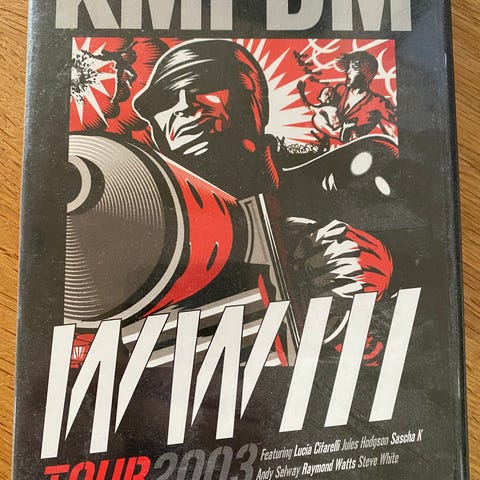 KMFDM
WWIII
TOUR 2003
Featuring Lucia Cifarelli Jules Hodgson Sascha K
Andy Selway Raymond Watts Steve White